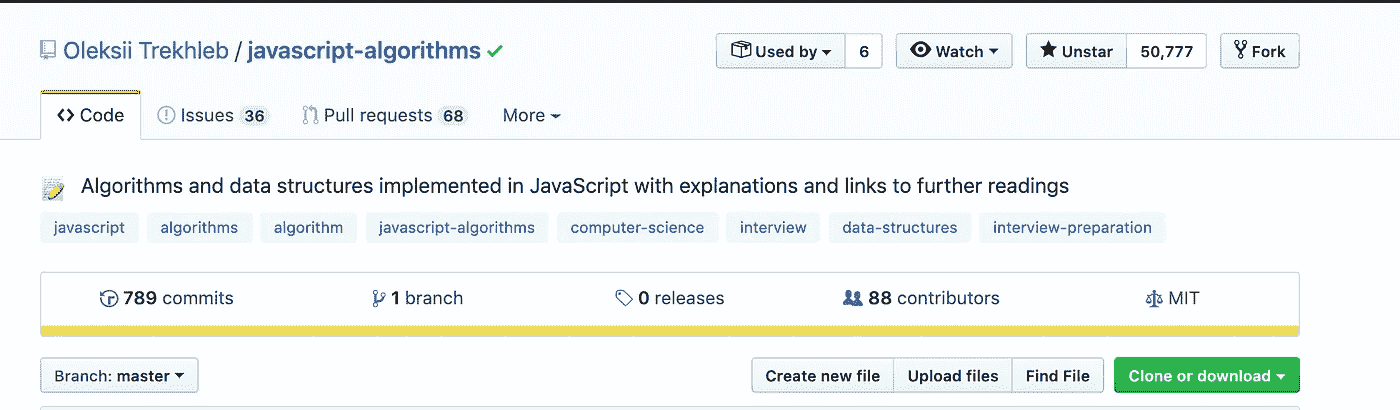 Oleksii Trekhleb / javascript-algorithms Used by 6 Watch Unstar 50,777 Fork
Code Issues 36 Pull requests 68 More
Algorithms and data structures implemented in JavaScript with explanations and links to further readings
javascript algorithms algorithm javascript-algorithms computer-science interview data-structures interview-preparation
789 commits 1 branch 0 releases 88 contributors MIT
Branch: master Create new file Upload files Find File Clone or download